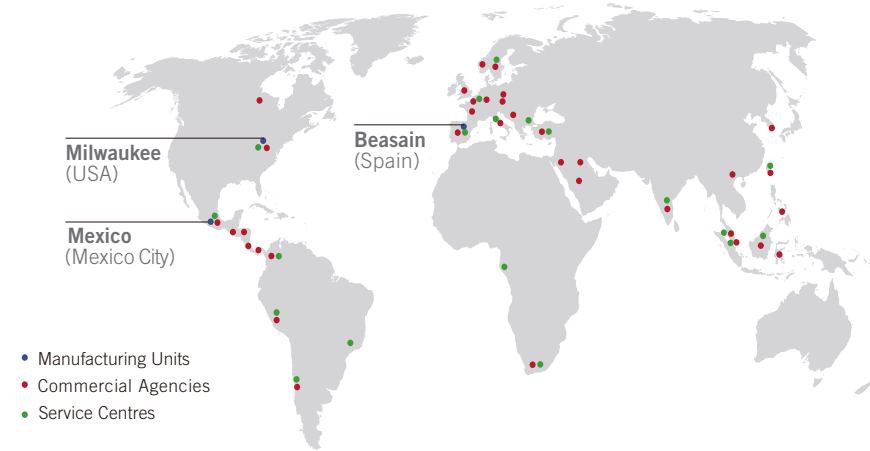 Milwaukee
(USA)
Beasain
(Spain)
Mexico
(Mexico City)
Manufacturing Units
Commercial Agencies
Service Centres